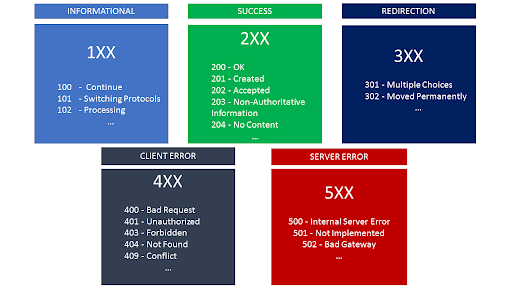 INFORMATIONAL
1XX
100 - Continue
101 - Switching Protocols
102 - Processing
...
SUCCESS
2XX
200 - OK
201 - Created
202 - Accepted
203 - Non-Authoritative
Information
204 - No Content
...
REDIRECTION
3XX
301 - Multiple Choices
302 - Moved Permanently
...
CLIENT ERROR
4XX
400 - Bad Request
401 - Unauthorized
403 - Forbidden
404 - Not Found
409 - Conflict
...
SERVER ERROR
5XX
500 - Internal Server Error
501 - Not Implemented
502 - Bad Gateway
...